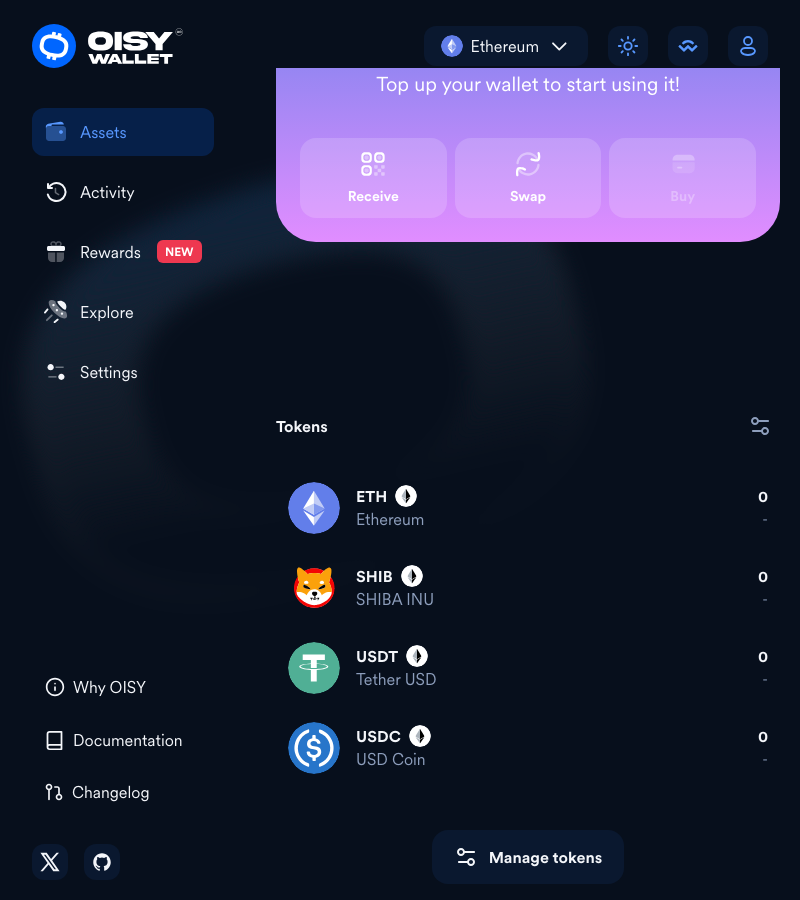 OISY
WALLET
Ethereum
Top up your wallet to start using it!
Receive
Swap
Buy
Assets
Activity
Rewards NEW
Explore
Settings
Tokens
ETH 0
Ethereum -
SHIB 0
SHIBA INU -
USDT 0
Tether USD -
USDC 0
USD Coin -
Why OISY
Documentation
Changelog
Manage tokens